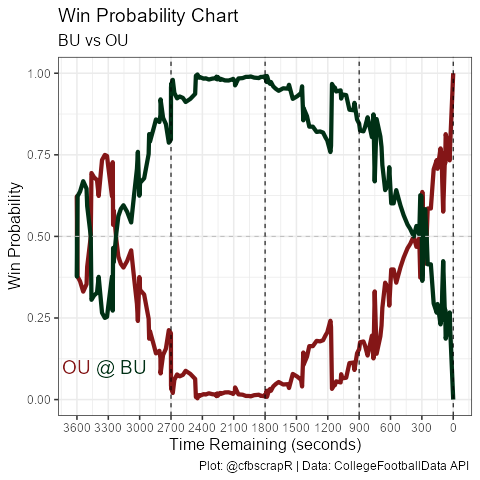 Win Probability Chart
BU vs OU
Win Probability
1.00
0.75
0.50
0.25
0.00
OU @ BU
3600 3300 3000 2700 2400 2100 1800 1500 1200 900 600 300 0
Time Remaining (seconds)
Plot: @cfbscrapR | Data: CollegeFootballData API